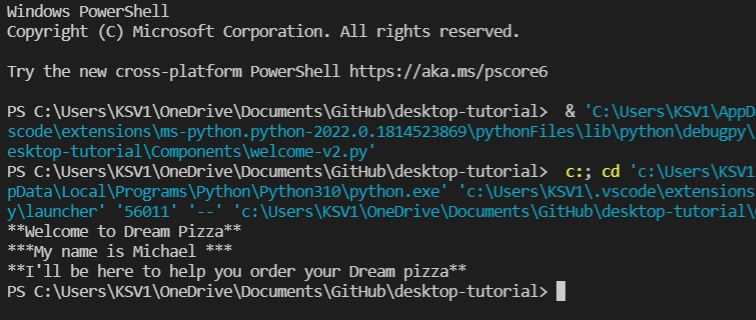 Windows PowerShell
Copyright (C) Microsoft Corporation. All rights reserved.
Try the new cross-platform PowerShell https://aka.ms/pscore6
PS C:\Users\KSV1\OneDrive\Documents\GitHub\desktop-tutorial>  & 'C:\Users\KSV1\AppD
scode\extensions\ms-python.python-2022.0.1814523869\pythonFiles\lib\python\debugpy\
esktop-tutorial\Components\welcome-v2.py'
PS C:\Users\KSV1\OneDrive\Documents\GitHub\desktop-tutorial>  c:; cd 'c:\Users\KSV1
pData\Local\Programs\Python\Python310\python.exe' 'c:\Users\KSV1\.vscode\extensions
y\launcher' '56011' '--' 'c:\Users\KSV1\OneDrive\Documents\GitHub\desktop-tutorial\
**Welcome to Dream Pizza**
***My name is Michael ***
**I'll be here to help you order your Dream pizza**
PS C:\Users\KSV1\OneDrive\Documents\GitHub\desktop-tutorial>